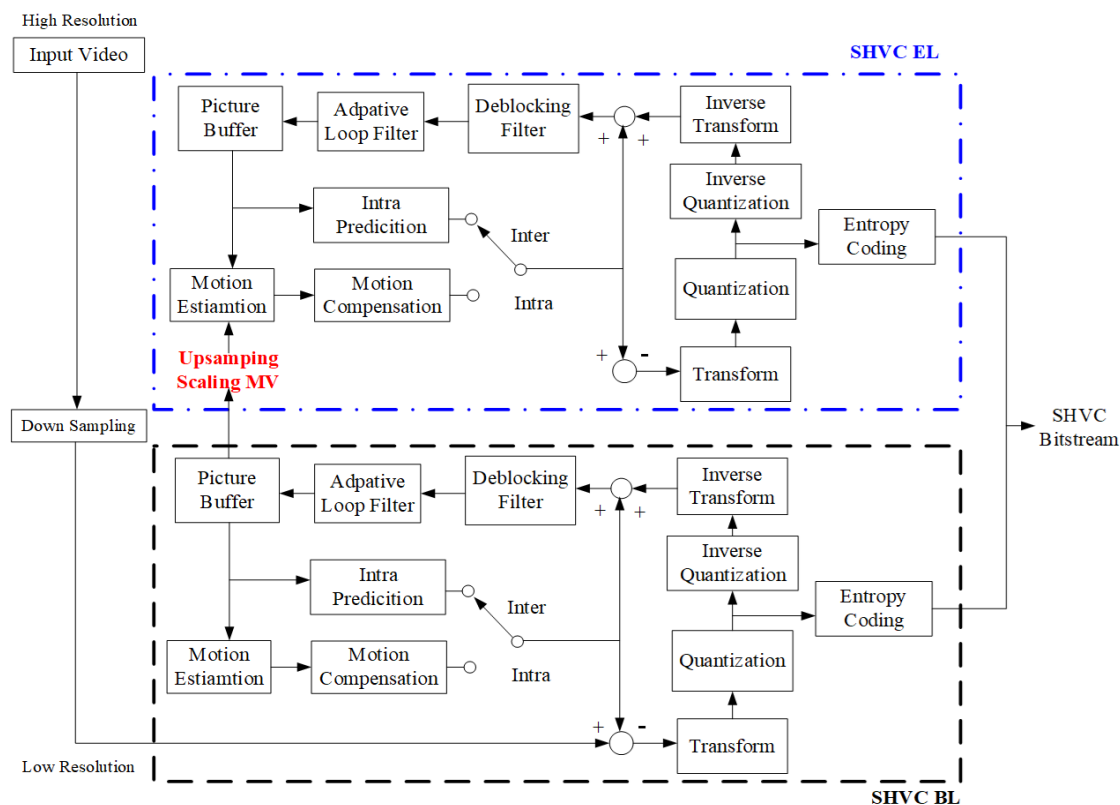 High Resolution
Input Video
SHVC EL
Picture
Buffer
Adpative
Loop Filter
Deblocking
Filter
+
+
Inverse
Transform
Inverse
Quantization
Intra
Predicition
Inter
Intra
Entropy
Coding
Motion
Estiamtion
Motion
Compensation
Quantization
+
-
Transform
Upsamping
Scaling MV
Down Sampling
SHVC
Bitstream
Picture
Buffer
Adpative
Loop Filter
Deblocking
Filter
+
+
Inverse
Transform
Inverse
Quantization
Intra
Predicition
Inter
Intra
Entropy
Coding
Motion
Estiamtion
Motion
Compensation
Quantization
+
-
Transform
Low Resolution
SHVC BL